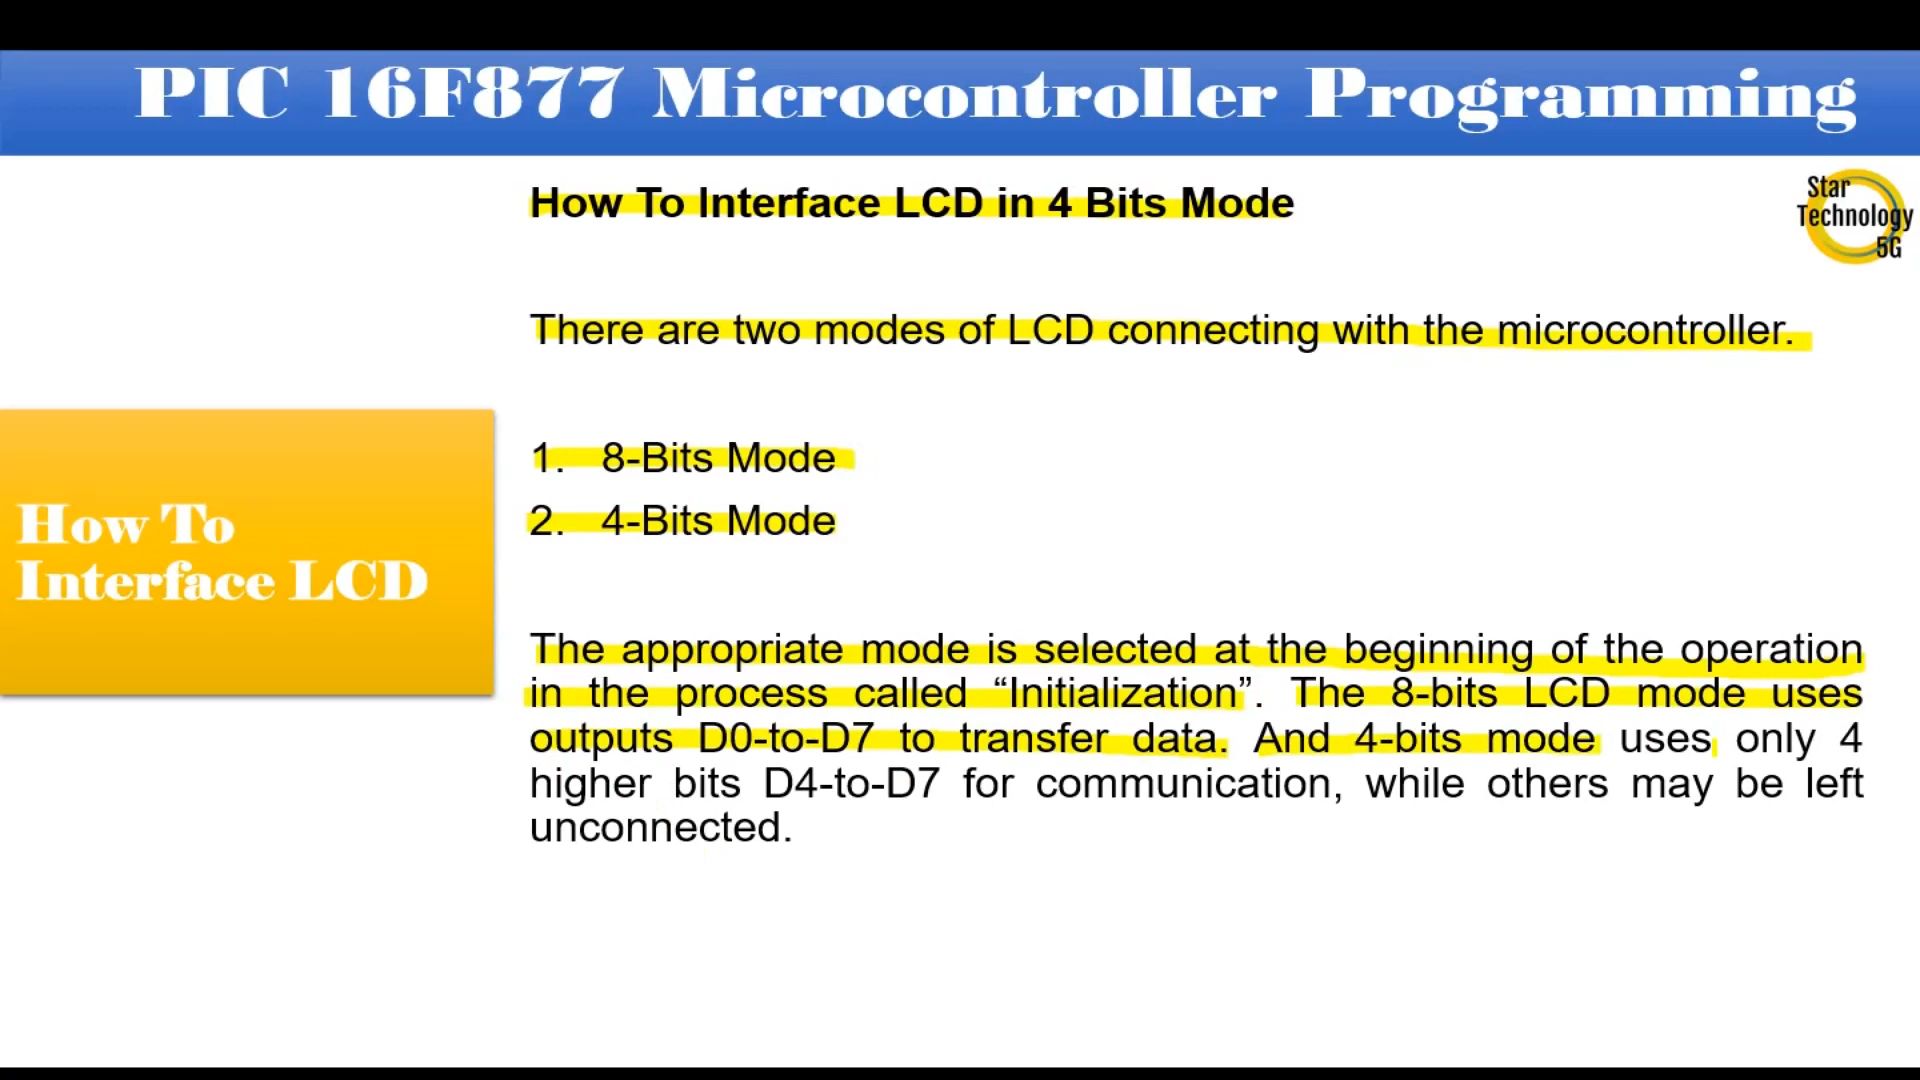 PIC 16F877 Microcontroller Programming
How To Interface LCD in 4 Bits Mode
Star
Technology
5G
There are two modes of LCD connecting with the microcontroller.
1. 8-Bits Mode
2. 4-Bits Mode
How To
Interface LCD
The appropriate mode is selected at the beginning of the operation
in the process called “Initialization”. The 8-bits LCD mode uses
outputs D0-to-D7 to transfer data. And 4-bits mode uses only 4
higher bits D4-to-D7 for communication, while others may be left
unconnected.